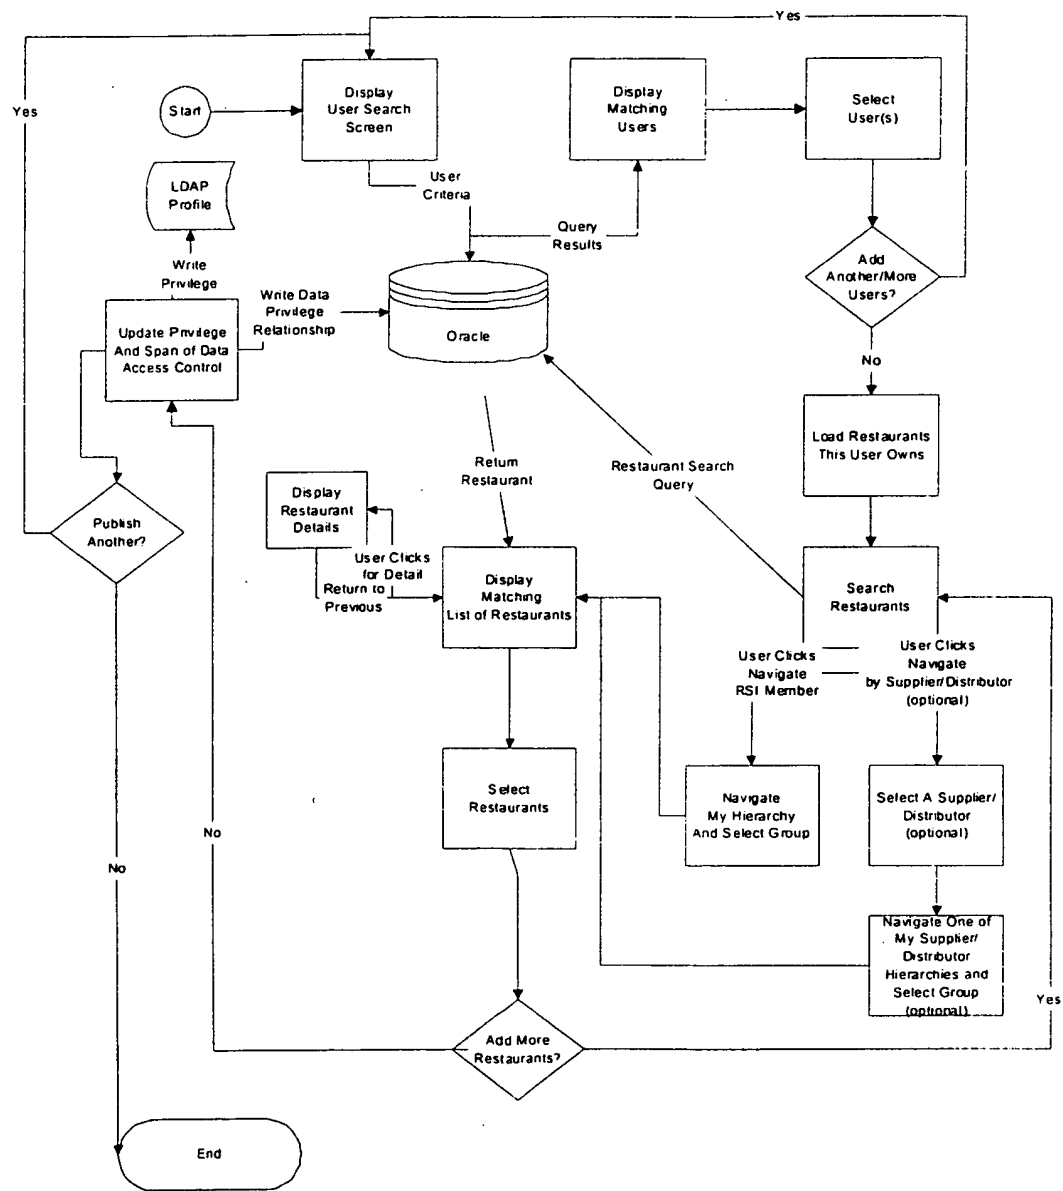 Yes
Yes
Start
Display
User Search
Screen
Display
Matching
Users
Select
User(s)
LDAP
Profile
User
Criteria
Query
Results
Write
Privilege
Add
Another/More
Users?
Write Data
Privilege
Relationship
Update Privilege
And Span of Data
Access Control
Oracle
No
Load Restaurants
This User Owns
Return
Restaurant
Restaurant Search
Query
Display
Restaurant
Details
Publish
Another?
User Clicks
for Detail
Return to
Previous
Display
Matching
List of Restaurants
Search
Restaurants
User Clicks
Navigate
RSI Member
User Clicks
Navigate
by Supplier/Distributor
(optional)
Select
Restaurants
Navigate
My Hierarchy
And Select Group
Select A Supplier/
Distributor
(optional)
No
No
Navigate One of
My Supplier/
Distributor
Hierarchies and
Select Group
(optional)
Yes
Add More
Restaurants?
End